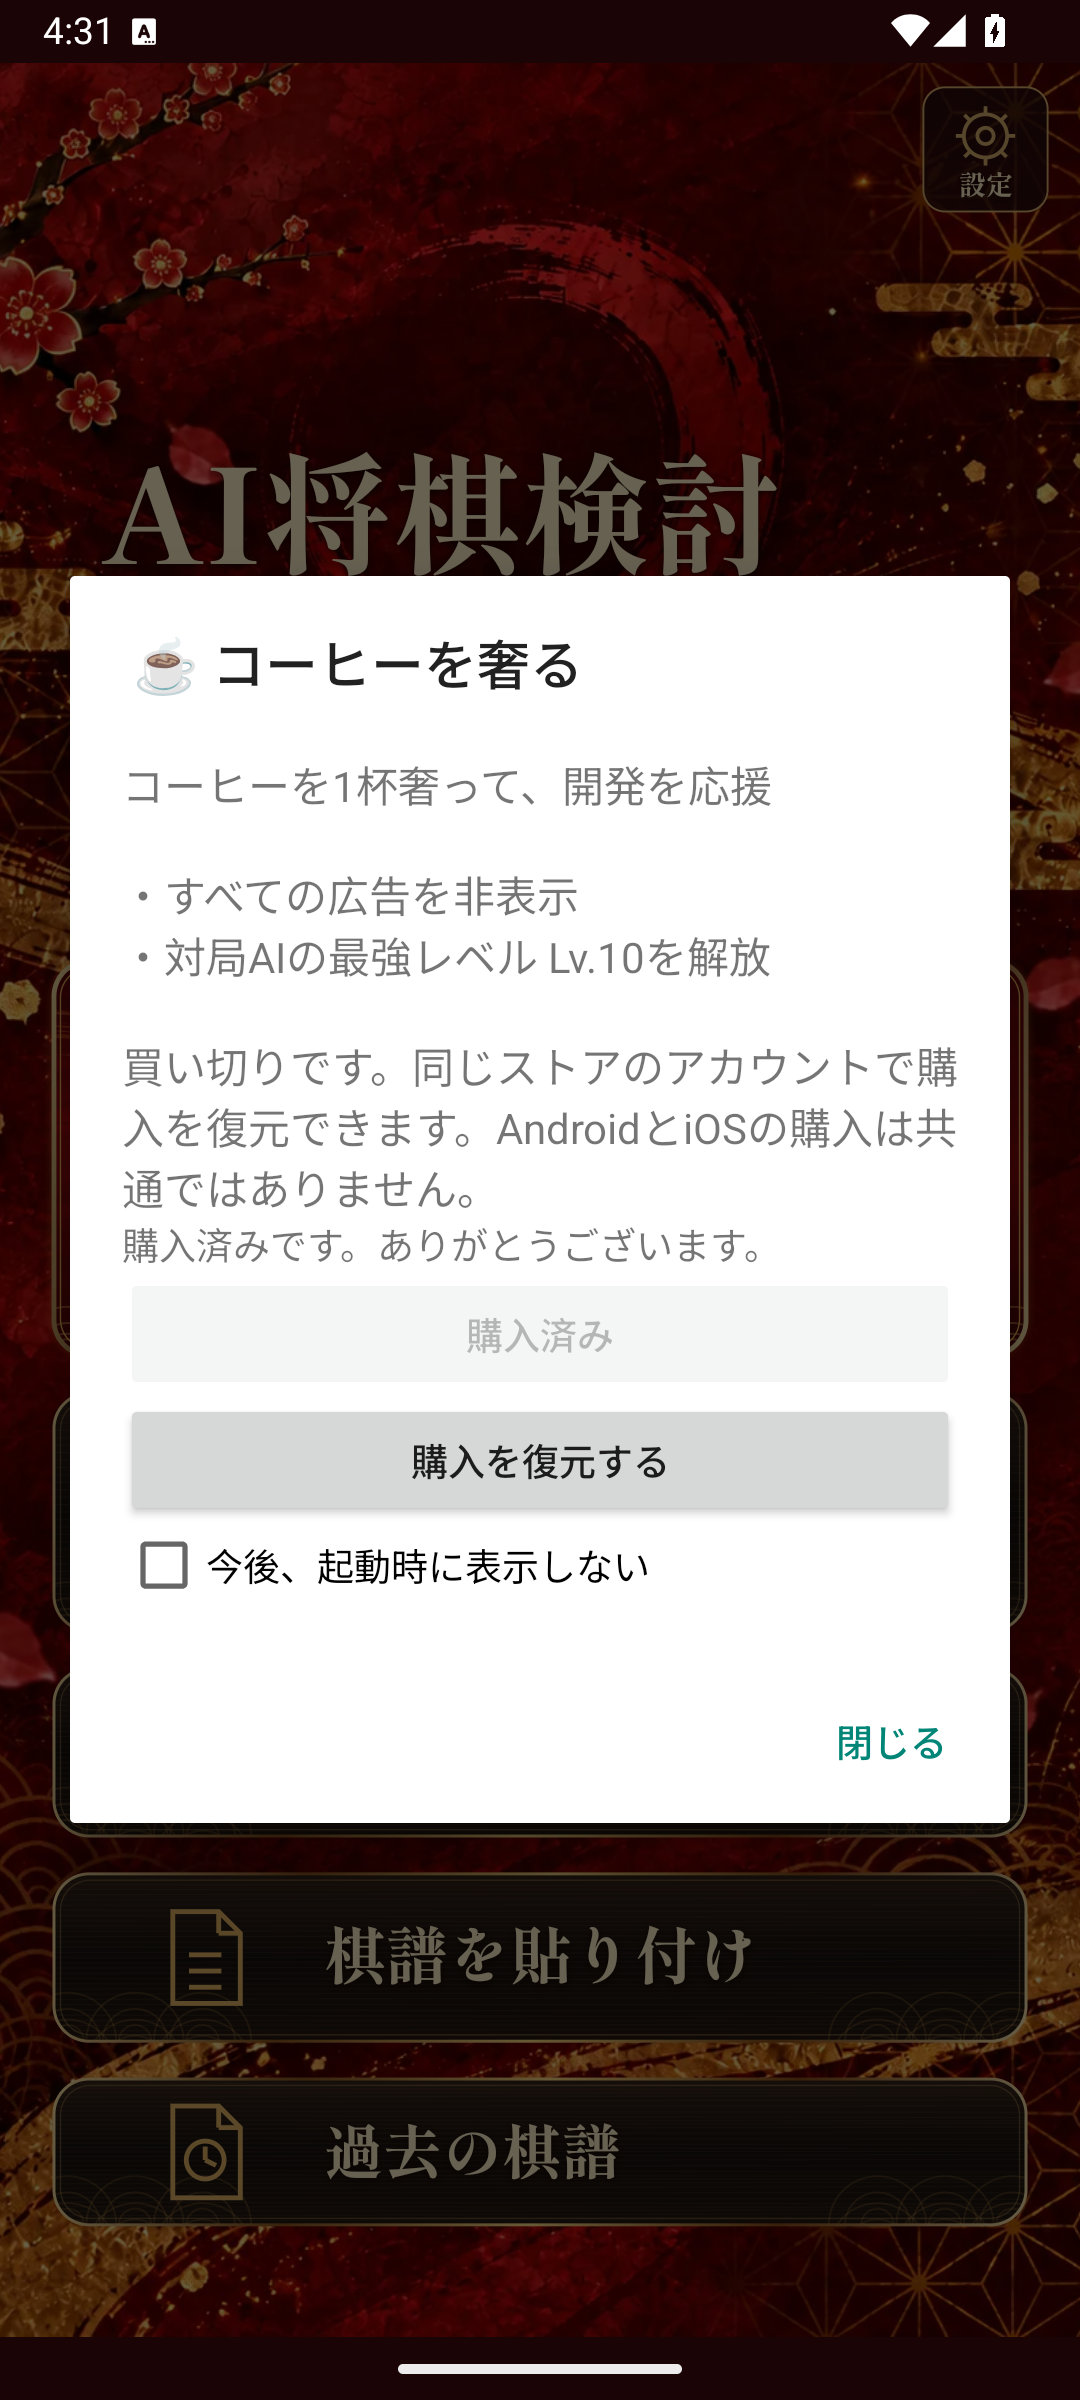 4:31
設定
AI将棋検討
☕ コーヒーを奢る
コーヒーを1杯奢って、開発を応援
・すべての広告を非表示
・対局AIの最強レベル Lv.10を解放
買い切りです。同じストアのアカウントで購
入を復元できます。AndroidとiOSの購入は共
通ではありません。
購入済みです。ありがとうございます。
購入済み
購入を復元する
今後、起動時に表示しない
閉じる
棋譜を貼り付け
過去の棋譜